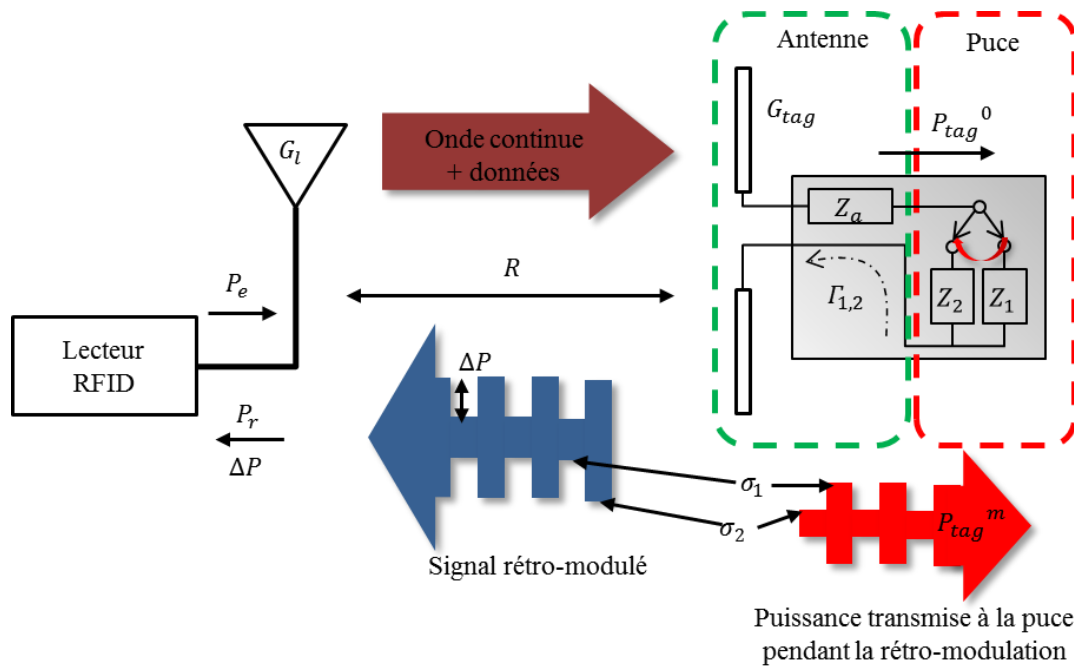 Antenne
Puce
G_l
Onde continue
+ données
G_tag
P_tag^0
Z_a
P_e
R
Γ_1,2
Z_2
Z_1
Lecteur
RFID
ΔP
P_r
ΔP
σ_1
σ_2
P_tag^m
Signal rétro-modulé
Puissance transmise à la puce
pendant la rétro-modulation